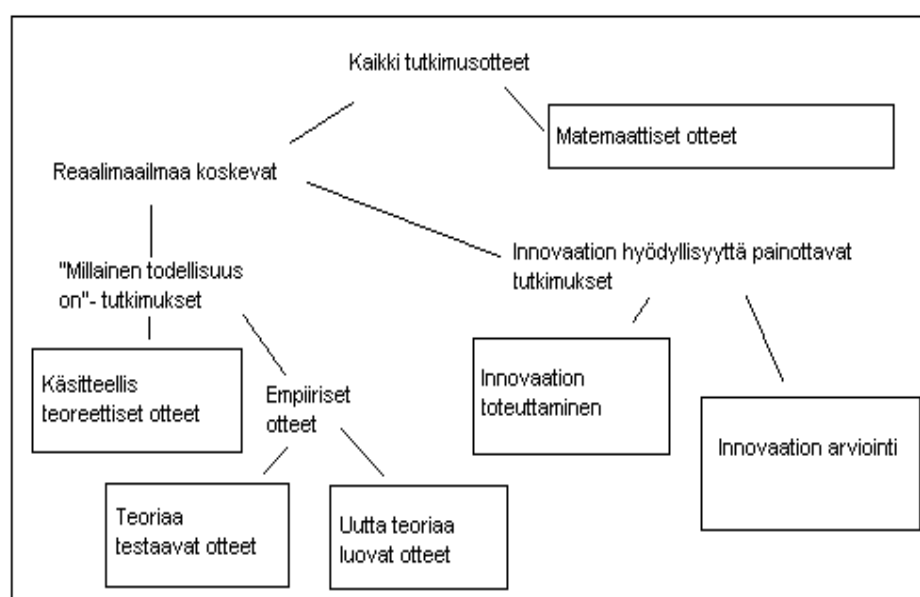 Kaikki tutkimusotteet
Matemaattiset otteet
Reaalimaailmaa koskevat
"Millainen todellisuus
on"- tutkimukset
Innovaation hyödyllisyyttä painottavat
tutkimukset
Käsitteellis
teoreettiset otteet
Empiiriset
otteet
Innovaation
toteuttaminen
Innovaation arviointi
Teoriaa
testaavat otteet
Uutta teoriaa
luovat otteet